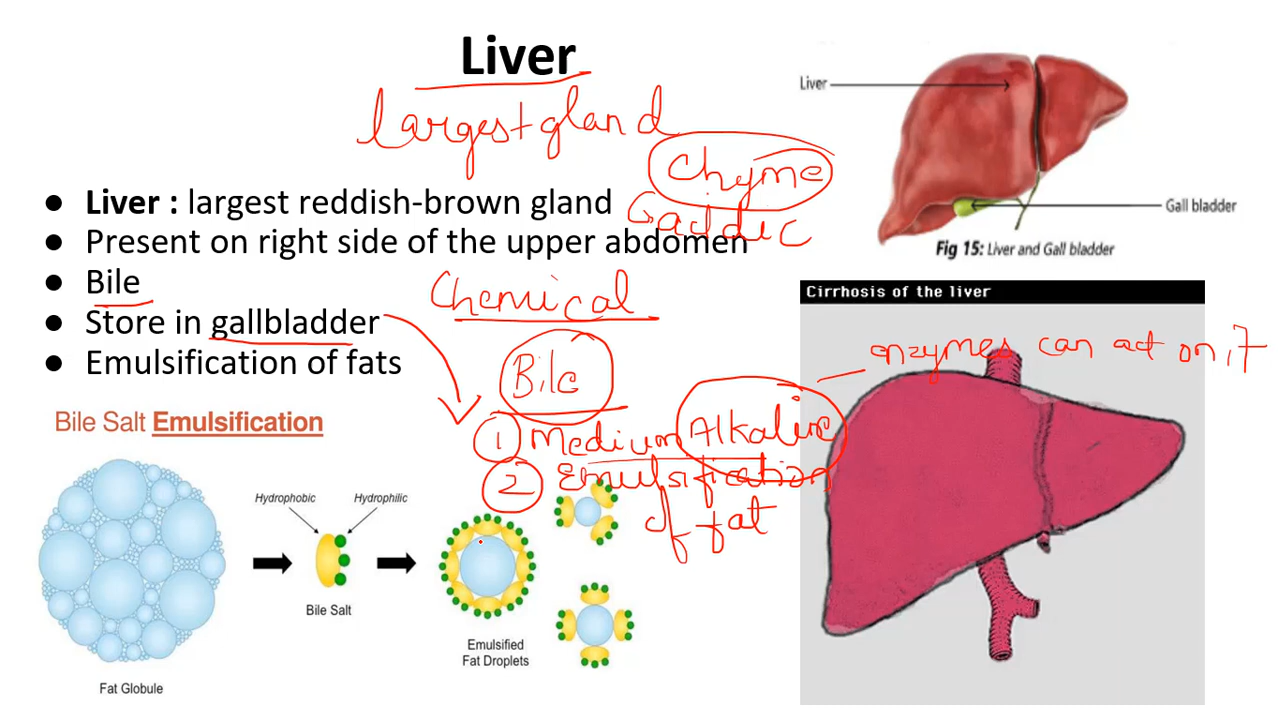 Liver
largest gland
Chyme
acidic
● Liver : largest reddish-brown gland
● Present on right side of the upper abdomen
● Bile
● Store in gallbladder
● Emulsification of fats
Chemical
Bile
① Medium Alkaline
enzymes can act on it
② Emulsification
of fat
Liver
Gall bladder
Fig 15: Liver and Gall bladder
Cirrhosis of the liver
Bile Salt Emulsification
Hydrophobic Hydrophilic
Bile Salt
Emulsified
Fat Droplets
Fat Globule